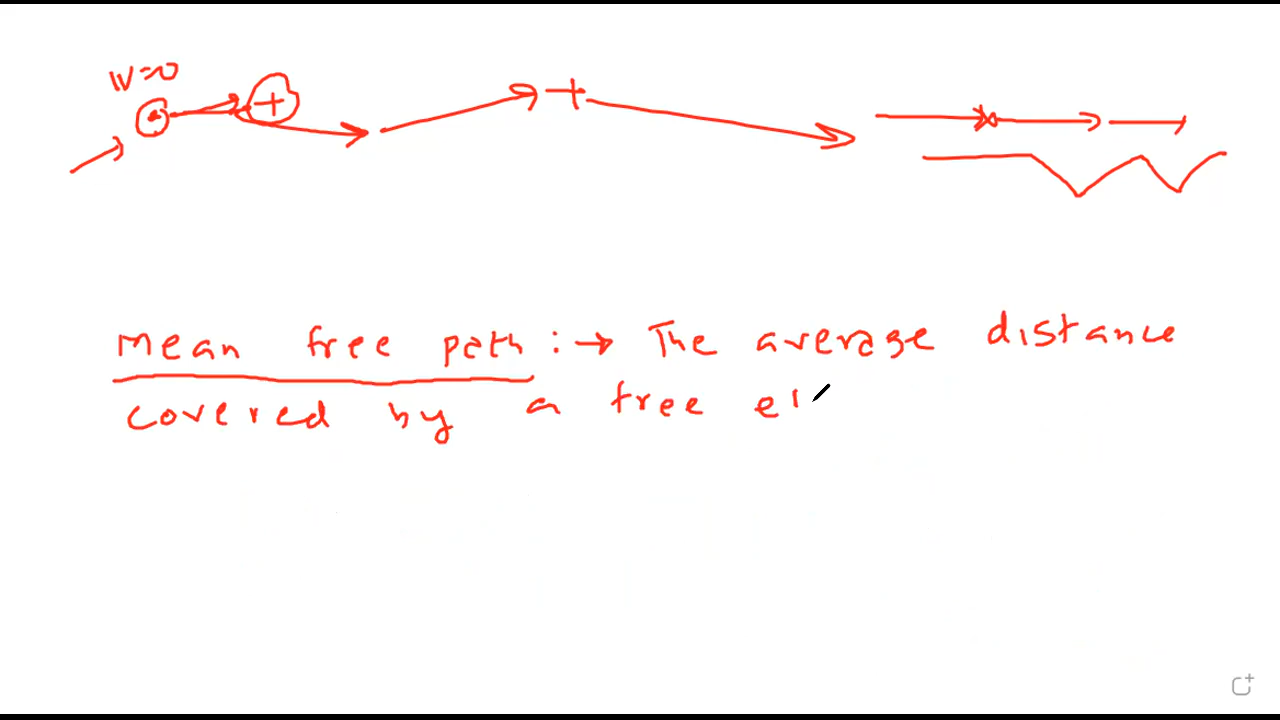 V=0
+
+
Mean free path :→ The average distance
covered by a free el